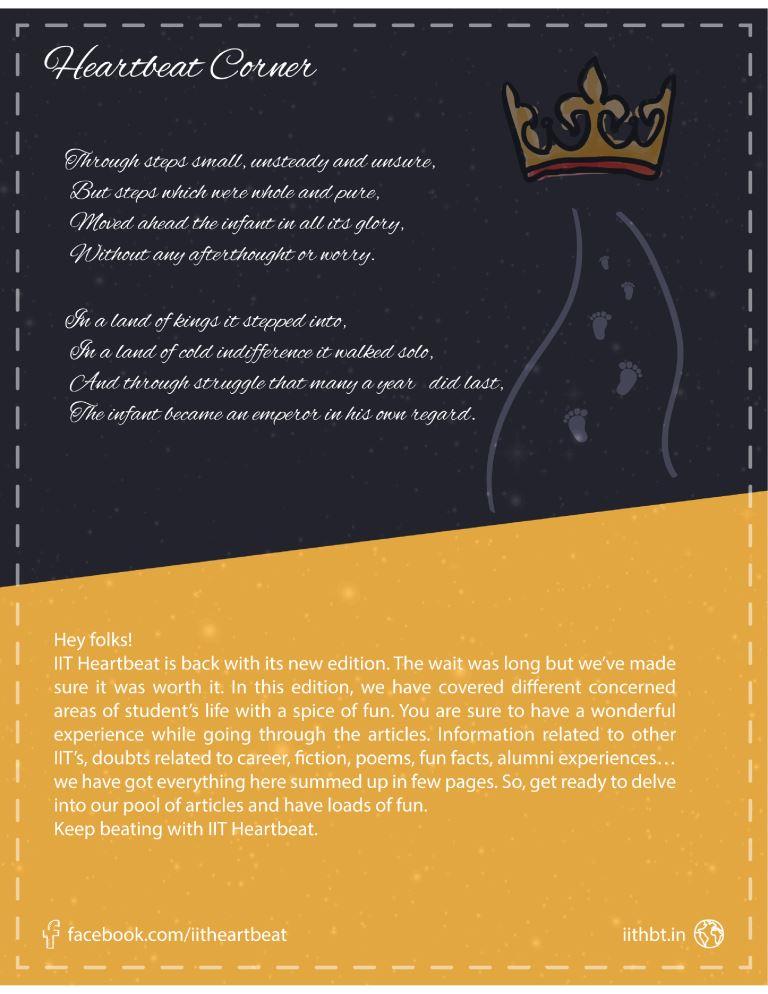 Heartbeat Corner
Through steps small, unsteady and unsure,
But steps which were whole and pure,
Moved ahead the infant in all its glory,
Without any afterthought or worry.
In a land of kings it stepped into,
In a land of cold indifference it walked solo,
And through struggle that many a year did last,
The infant became an emperor in his own regard.
Hey folks!
IIT Heartbeat is back with its new edition. The wait was long but we've made
sure it was worth it. In this edition, we have covered different concerned
areas of student's life with a spice of fun. You are sure to have a wonderful
experience while going through the articles. Information related to other
IIT's, doubts related to career, fiction, poems, fun facts, alumni experiences…
we have got everything here summed up in few pages. So, get ready to delve
into our pool of articles and have loads of fun.
Keep beating with IIT Heartbeat.
facebook.com/iitheartbeat
iithbt.in